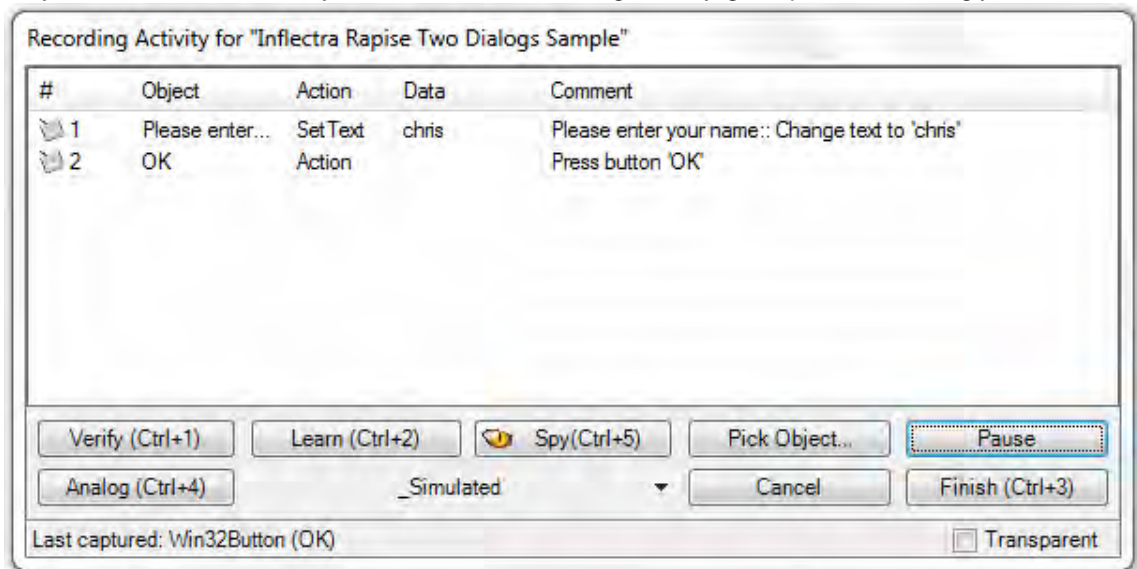 Recording Activity for "Inflectra Rapise Two Dialogs Sample"
# Object Action Data Comment
1 Please enter... SetText chris Please enter your name:: Change text to 'chris'
2 OK Action Press button 'OK'
Verify (Ctrl+1) Learn (Ctrl+2) Spy(Ctrl+5) Pick Object... Pause
Analog (Ctrl+4) _Simulated Cancel Finish (Ctrl+3)
Last captured: Win32Button (OK) Transparent